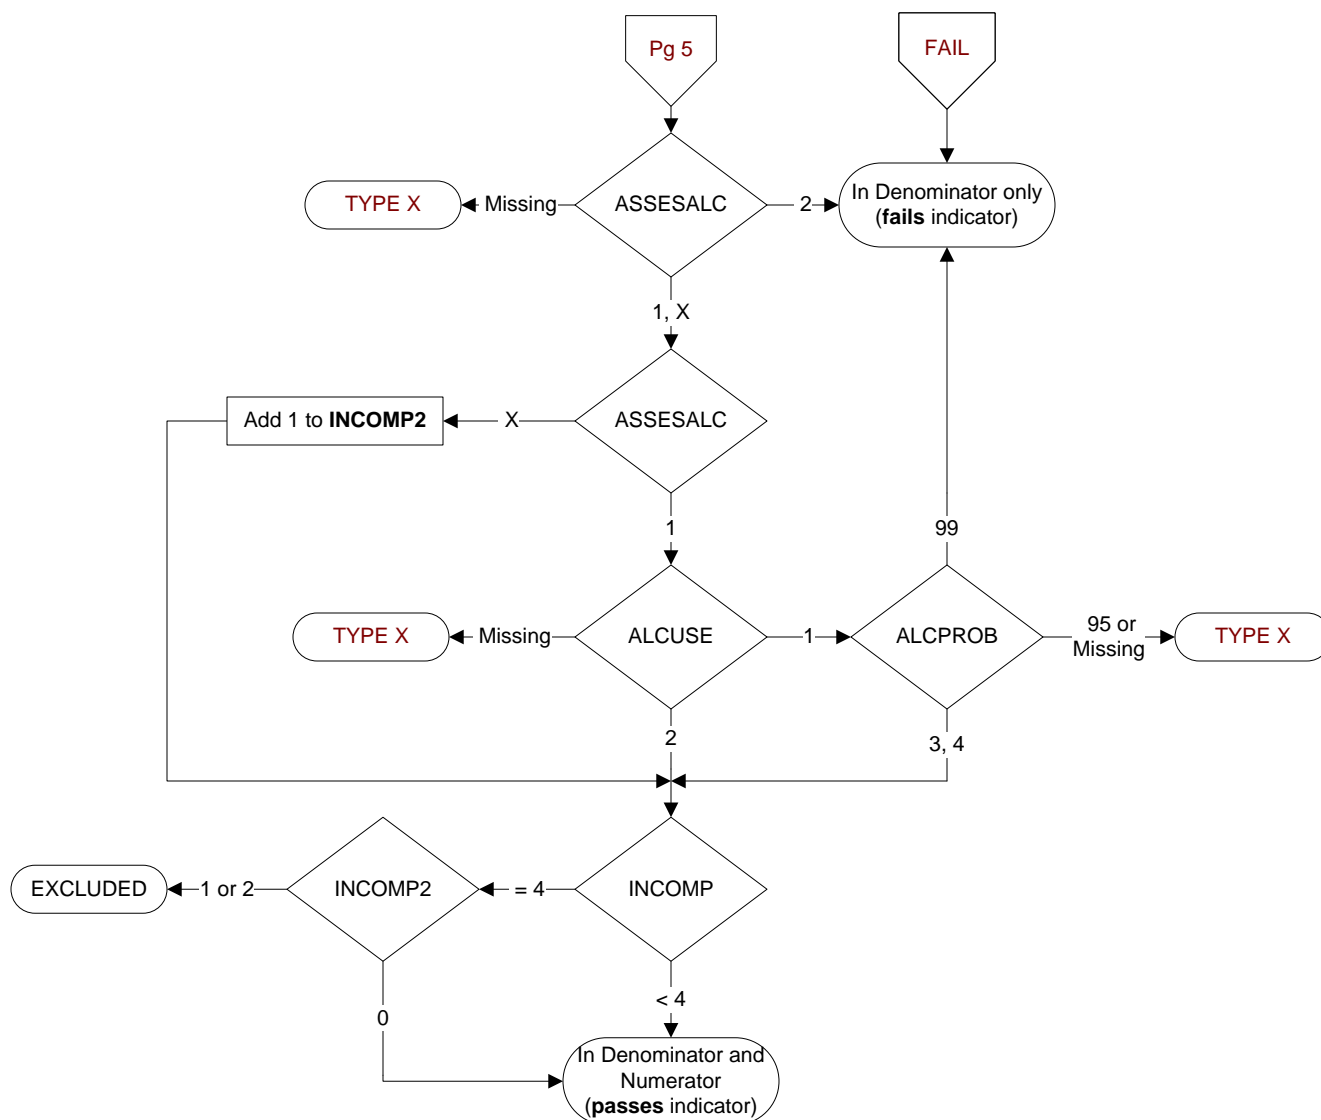 Pg 5
FAIL
TYPE X
Missing
ASSESALC
2
In Denominator only
(fails indicator)
1, X
Add 1 to INCOMP2
X
ASSESALC
1
99
TYPE X
Missing
ALCUSE
1
ALCPROB
95 or
Missing
TYPE X
2
3, 4
EXCLUDED
1 or 2
INCOMP2
= 4
INCOMP
0
< 4
In Denominator and
Numerator
(passes indicator)